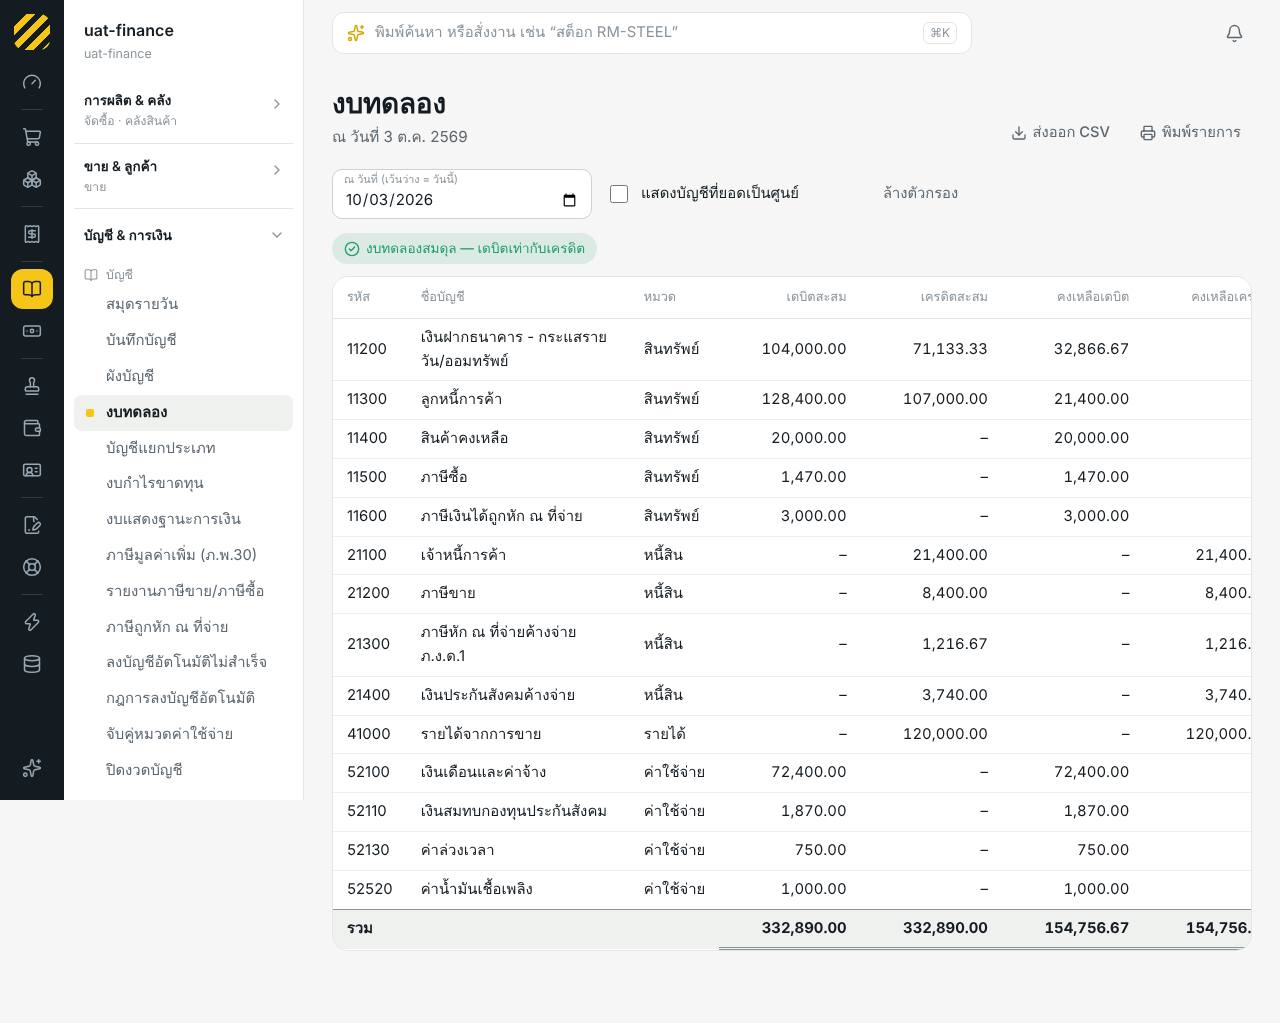 uat-finance
uat-finance
การผลิต & คลัง
จัดซื้อ · คลังสินค้า
ขาย & ลูกค้า
ขาย
บัญชี & การเงิน
บัญชี
สมุดรายวัน
บันทึกบัญชี
ผังบัญชี
งบทดลอง
บัญชีแยกประเภท
งบกำไรขาดทุน
งบแสดงฐานะการเงิน
ภาษีมูลค่าเพิ่ม (ภ.พ.30)
รายงานภาษีขาย/ภาษีซื้อ
ภาษีถูกหัก ณ ที่จ่าย
ลงบัญชีอัตโนมัติไม่สำเร็จ
กฎการลงบัญชีอัตโนมัติ
จับคู่หมวดค่าใช้จ่าย
ปิดงวดบัญชี
พิมพ์ค้นหา หรือสั่งงาน เช่น “สต็อก RM-STEEL” ⌘K
งบทดลอง
ณ วันที่ 3 ต.ค. 2569
ส่งออก CSV พิมพ์รายการ
ณ วันที่ (เว้นว่าง = วันนี้)
10/03/2026
แสดงบัญชีที่ยอดเป็นศูนย์ ล้างตัวกรอง
งบทดลองสมดุล — เดบิตเท่ากับเครดิต
รหัส ชื่อบัญชี หมวด เดบิตสะสม เครดิตสะสม คงเหลือเดบิต คงเหลือเคร
11200 เงินฝากธนาคาร - กระแสราย สินทรัพย์ 104,000.00 71,133.33 32,866.67
วัน/ออมทรัพย์
11300 ลูกหนี้การค้า สินทรัพย์ 128,400.00 107,000.00 21,400.00
11400 สินค้าคงเหลือ สินทรัพย์ 20,000.00 – 20,000.00
11500 ภาษีซื้อ สินทรัพย์ 1,470.00 – 1,470.00
11600 ภาษีเงินได้ถูกหัก ณ ที่จ่าย สินทรัพย์ 3,000.00 – 3,000.00
21100 เจ้าหนี้การค้า หนี้สิน – 21,400.00 – 21,400.
21200 ภาษีขาย หนี้สิน – 8,400.00 – 8,400.
21300 ภาษีหัก ณ ที่จ่ายค้างจ่าย หนี้สิน – 1,216.67 – 1,216.
ภ.ง.ด.1
21400 เงินประกันสังคมค้างจ่าย หนี้สิน – 3,740.00 – 3,740.
41000 รายได้จากการขาย รายได้ – 120,000.00 – 120,000.
52100 เงินเดือนและค่าจ้าง ค่าใช้จ่าย 72,400.00 – 72,400.00
52110 เงินสมทบกองทุนประกันสังคม ค่าใช้จ่าย 1,870.00 – 1,870.00
52130 ค่าล่วงเวลา ค่าใช้จ่าย 750.00 – 750.00
52520 ค่าน้ำมันเชื้อเพลิง ค่าใช้จ่าย 1,000.00 – 1,000.00
รวม 332,890.00 332,890.00 154,756.67 154,756.